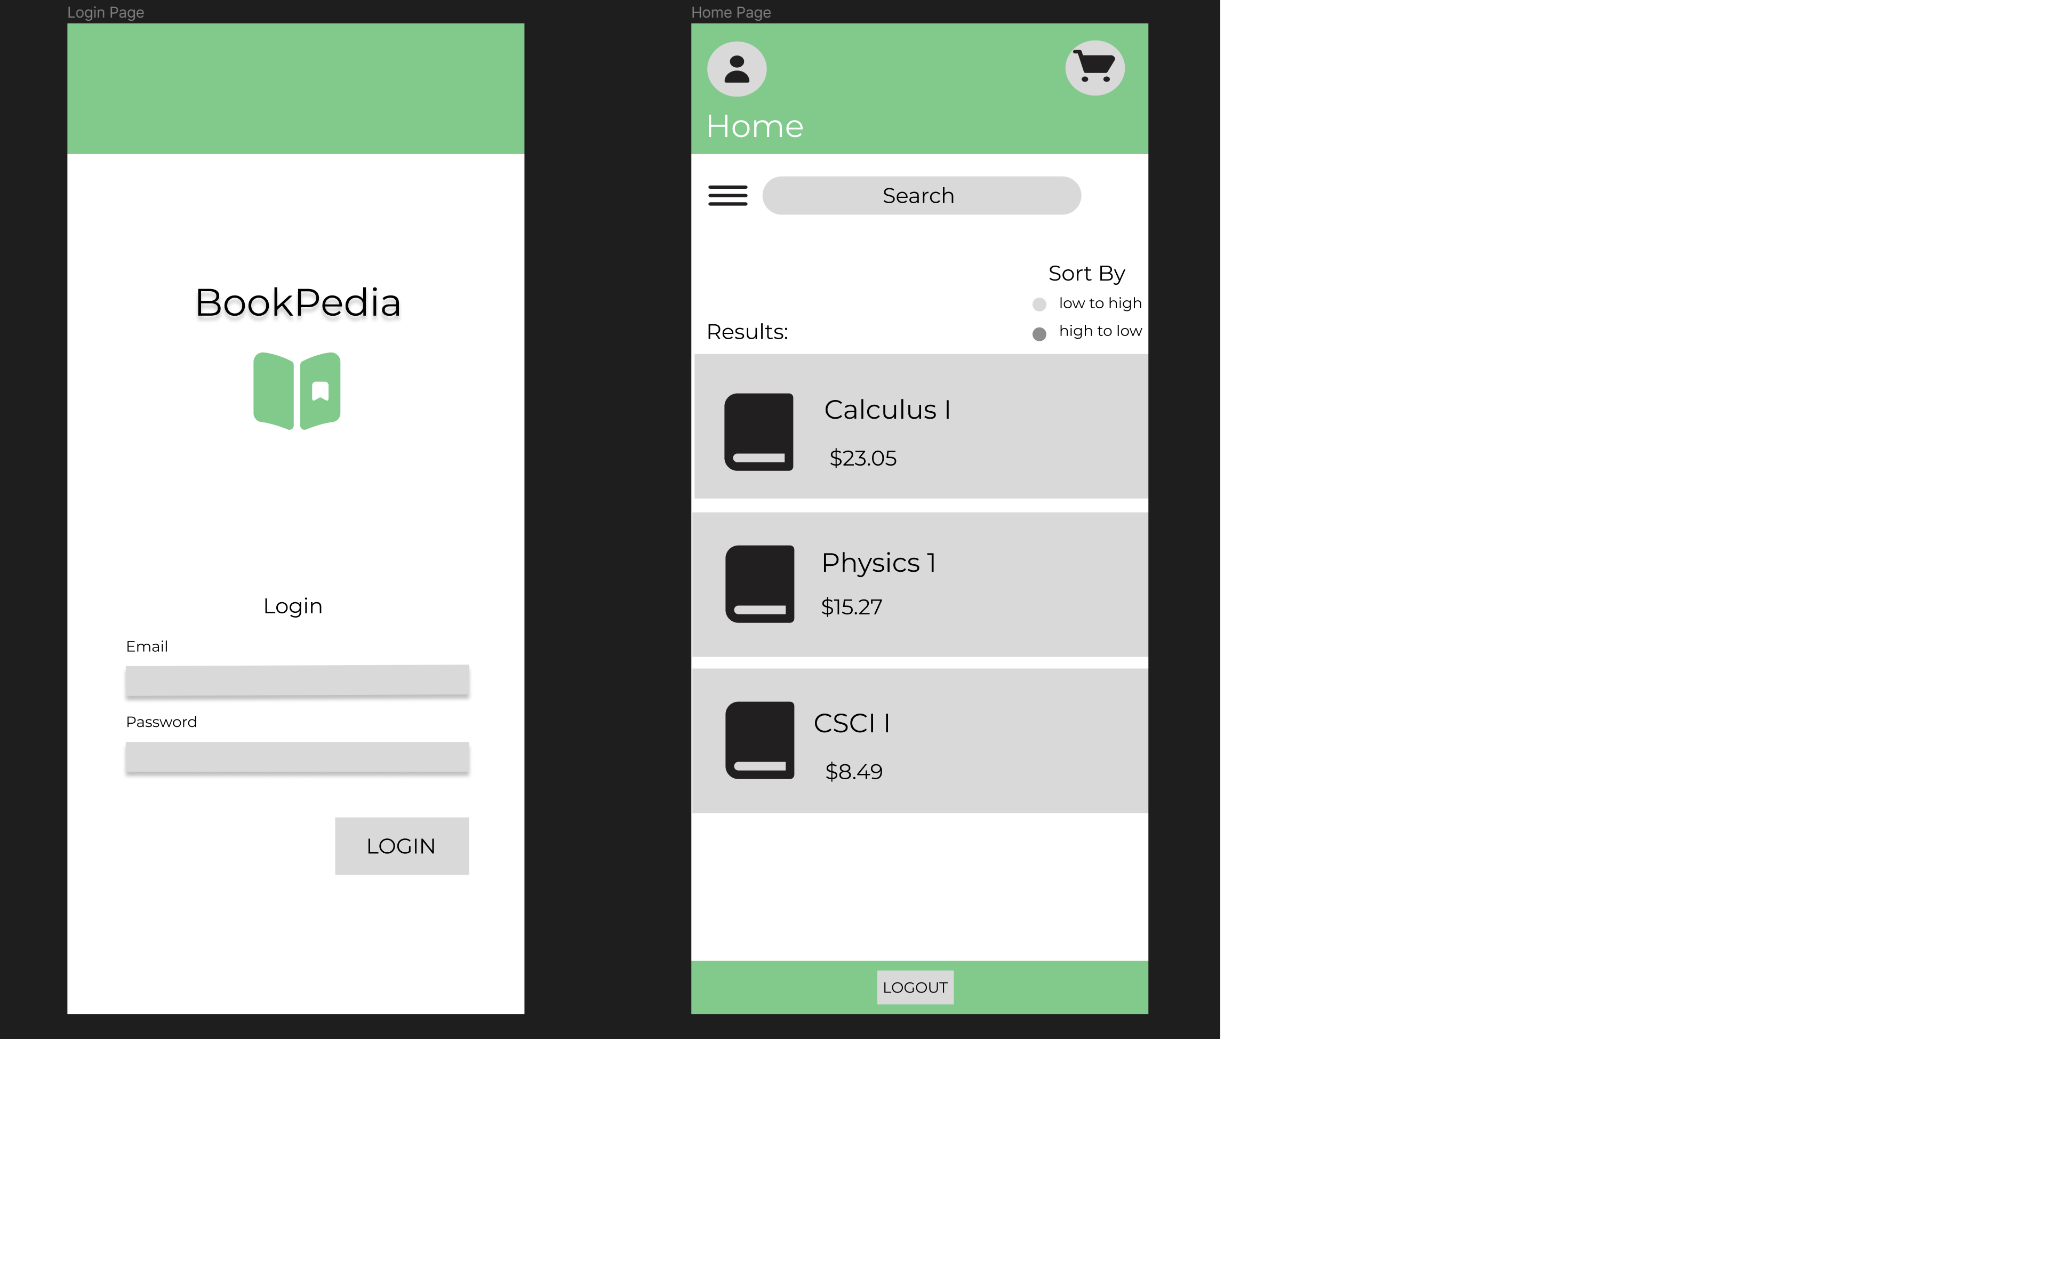 Login Page
BookPedia
Login
Email
Password
LOGIN
Home Page
Home
Search
Sort By
low to high
high to low
Results:
Calculus I
$23.05
Physics 1
$15.27
CSCI I
$8.49
LOGOUT